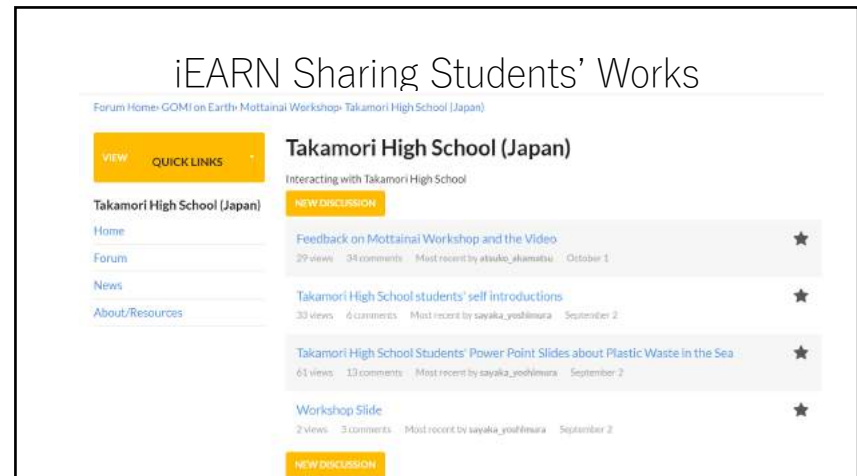 iEARN Sharing Students' Works
Forum Home› GOMI on Earth› Mottainai Workshop› Takamori High School (Japan)
VIEW QUICK LINKS
Takamori High School (Japan)
Home
Forum
News
About/Resources
Takamori High School (Japan)
Interacting with Takamori High School
NEW DISCUSSION
Feedback on Mottainai Workshop and the Video
29 views 34 comments Most recent by atsuko_akamatsu October 1
Takamori High School students' self introductions
33 views 6 comments Most recent by sayaka_yoshimura September 2
Takamori High School Students' Power Point Slides about Plastic Waste in the Sea
61 views 13 comments Most recent by sayaka_yoshimura September 2
Workshop Slide
2 views 3 comments Most recent by sayaka_yoshimura September 2
NEW DISCUSSION